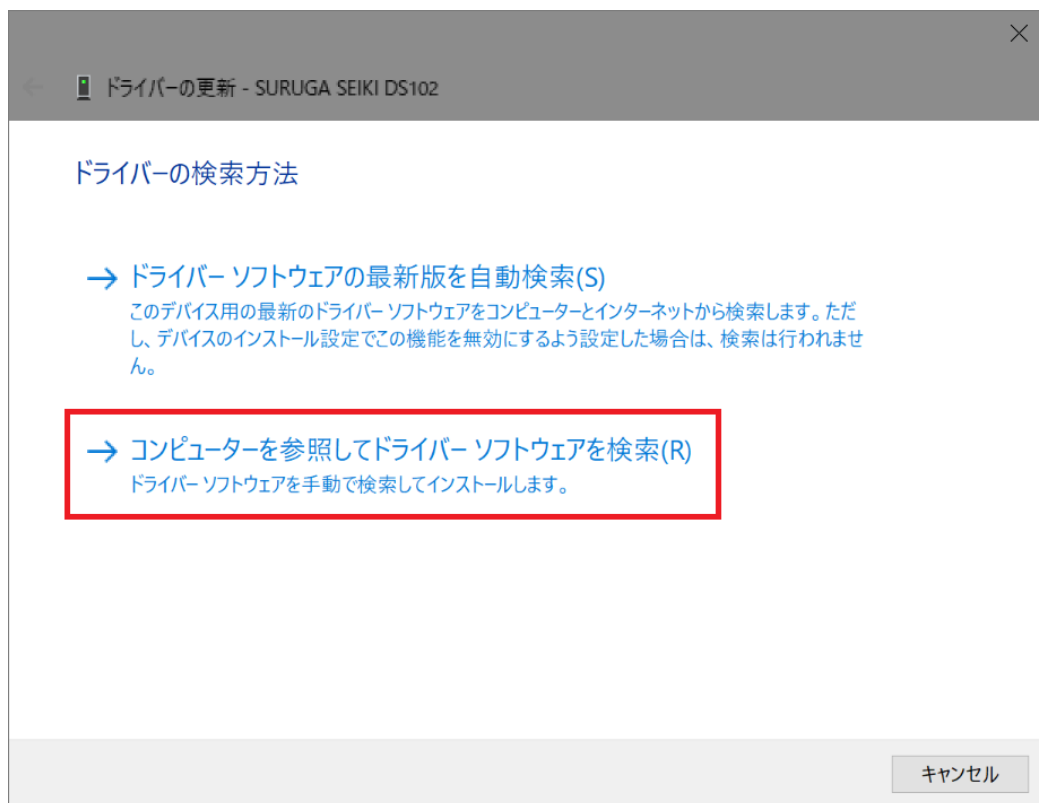 ドライバーの更新 - SURUGA SEIKI DS102
ドライバーの検索方法
→ ドライバー ソフトウェアの最新版を自動検索(S)
このデバイス用の最新のドライバー ソフトウェアをコンピューターとインターネットから検索します。ただ
し、デバイスのインストール設定でこの機能を無効にするよう設定した場合は、検索は行われませ
ん。
→ コンピューターを参照してドライバー ソフトウェアを検索(R)
ドライバー ソフトウェアを手動で検索してインストールします。
キャンセル